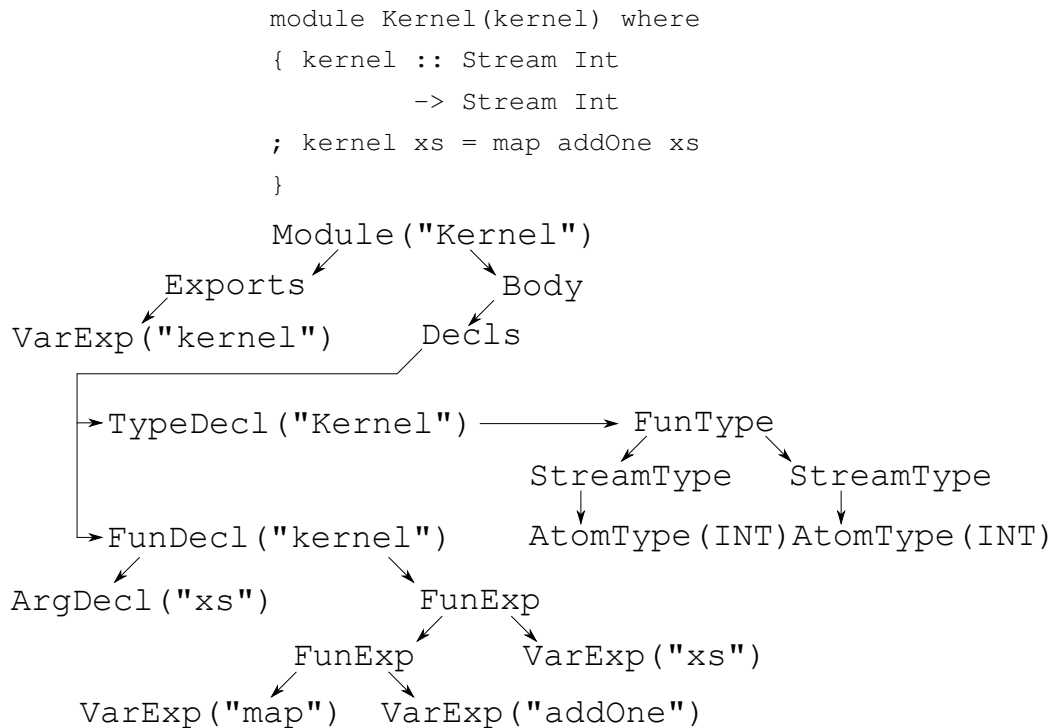 module Kernel(kernel) where
{ kernel :: Stream Int
-> Stream Int
; kernel xs = map addOne xs
}
Module("Kernel")
Exports Body
VarExp("kernel") Decls
TypeDecl("Kernel") FunType
StreamType StreamType
AtomType(INT) AtomType(INT)
FunDecl("kernel")
ArgDecl("xs") FunExp
FunExp VarExp("xs")
VarExp("map") VarExp("addOne")